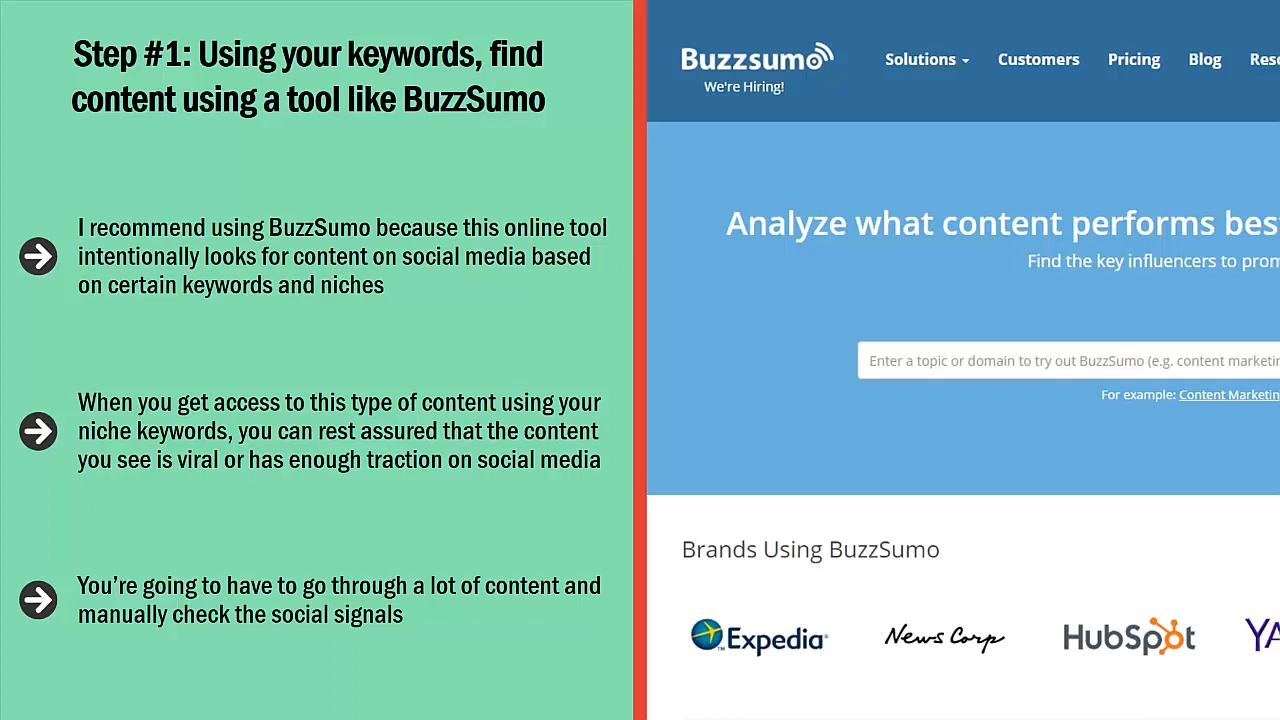 Step #1: Using your keywords, find
content using a tool like BuzzSumo
I recommend using BuzzSumo because this online tool
intentionally looks for content on social media based
on certain keywords and niches
When you get access to this type of content using your
niche keywords, you can rest assured that the content
you see is viral or has enough traction on social media
You’re going to have to go through a lot of content and
manually check the social signals
Buzzsumo
We're Hiring!
Solutions
Customers
Pricing
Blog
Analyze what content performs
Find the key influencers to
Enter a topic or domain to try out BuzzSumo (e.g. content
For example: Content
Brands Using BuzzSumo
Expedia
News Corp
HubSpot